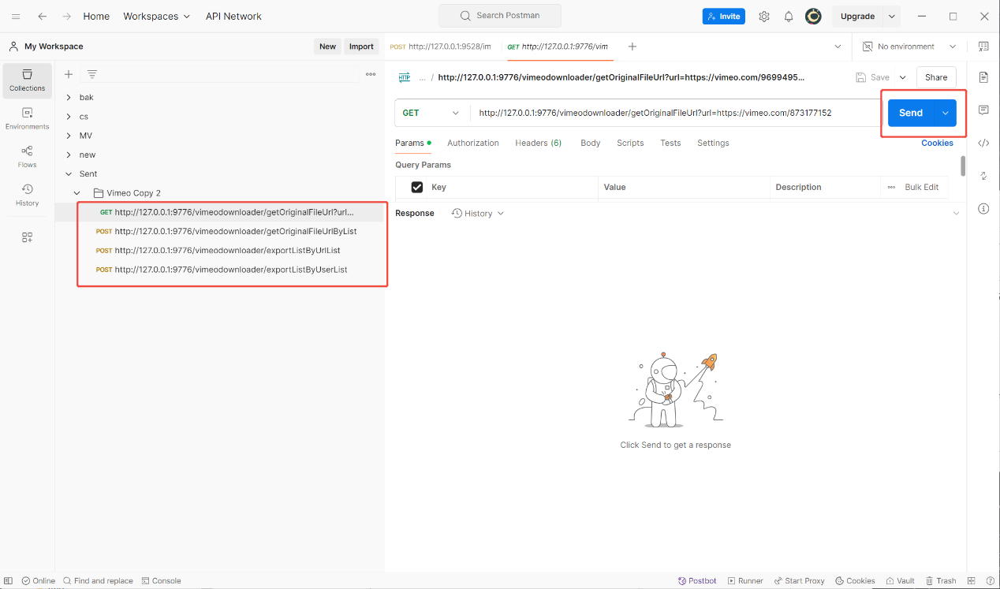 Home Workspaces API Network Search Postman Invite Upgrade
My Workspace New Import POST http://127.0.0.1:9528/im GET http://127.0.0.1:9776/vim No environment
Collections
Environments
Flows
History
bak
cs
MV
new
Sent
Vimeo Copy 2
GET http://127.0.0.1:9776/vimeodownloader/getOriginalFileUrl?url...
POST http://127.0.0.1:9776/vimeodownloader/getOriginalFileUrlByList
POST http://127.0.0.1:9776/vimeodownloader/exportListByUrlList
POST http://127.0.0.1:9776/vimeodownloader/exportListByUserList
HTTP ... / http://127.0.0.1:9776/vimeodownloader/getOriginalFileUrl?url=https://vimeo.com/9699495... Save Share
GET http://127.0.0.1:9776/vimeodownloader/getOriginalFileUrl?url=https://vimeo.com/873177152 Send
Params Authorization Headers (6) Body Scripts Tests Settings Cookies
Query Params
Key Value Description Bulk Edit
Response History
Click Send to get a response
Online Find and replace Console Postbot Runner Start Proxy Cookies Vault Trash